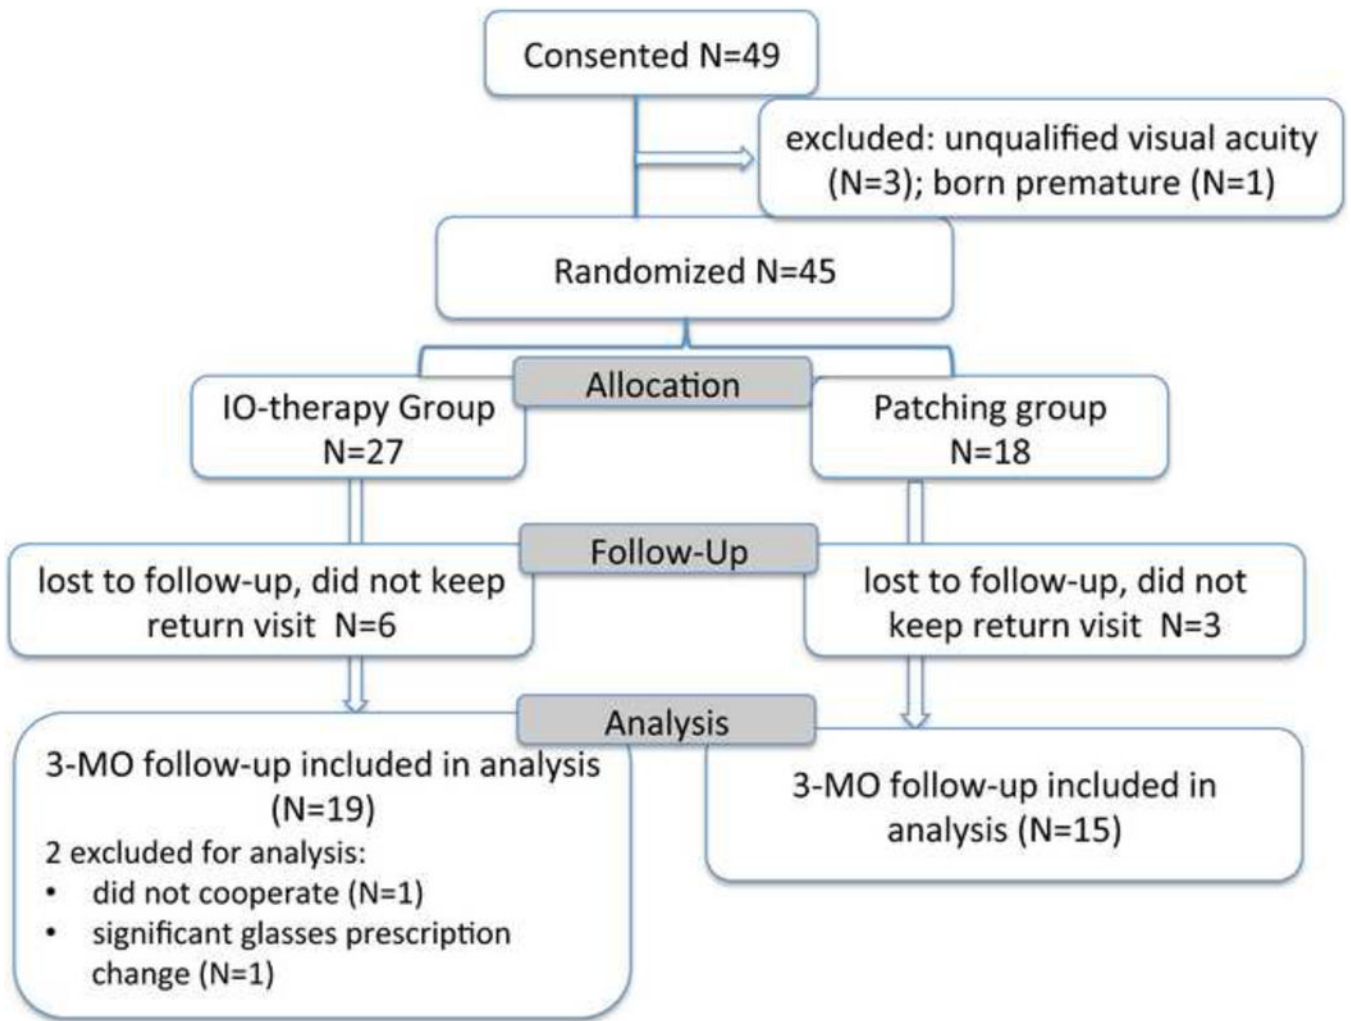 Consented N=49
excluded: unqualified visual acuity
(N=3); born premature (N=1)
Randomized N=45
Allocation
IO-therapy Group
N=27
Patching group
N=18
Follow-Up
lost to follow-up, did not keep
return visit N=6
lost to follow-up, did not
keep return visit N=3
Analysis
3-MO follow-up included in analysis
(N=19)
2 excluded for analysis:
• did not cooperate (N=1)
• significant glasses prescription
change (N=1)
3-MO follow-up included in
analysis (N=15)